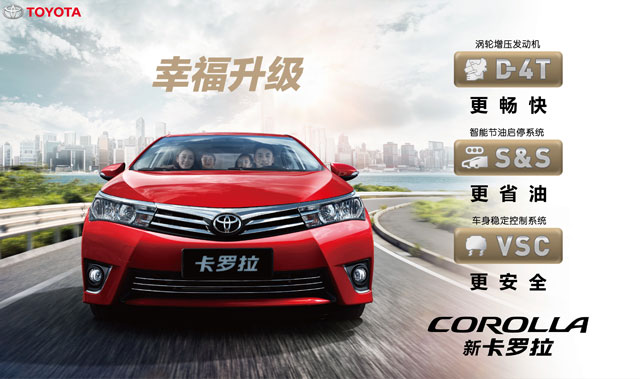 TOYOTA
幸福升级
涡轮增压发动机
D-4T
更畅快
智能节油启停系统
S&S
更省油
车身稳定控制系统
VSC
更安全
卡罗拉
COROLLA
新卡罗拉